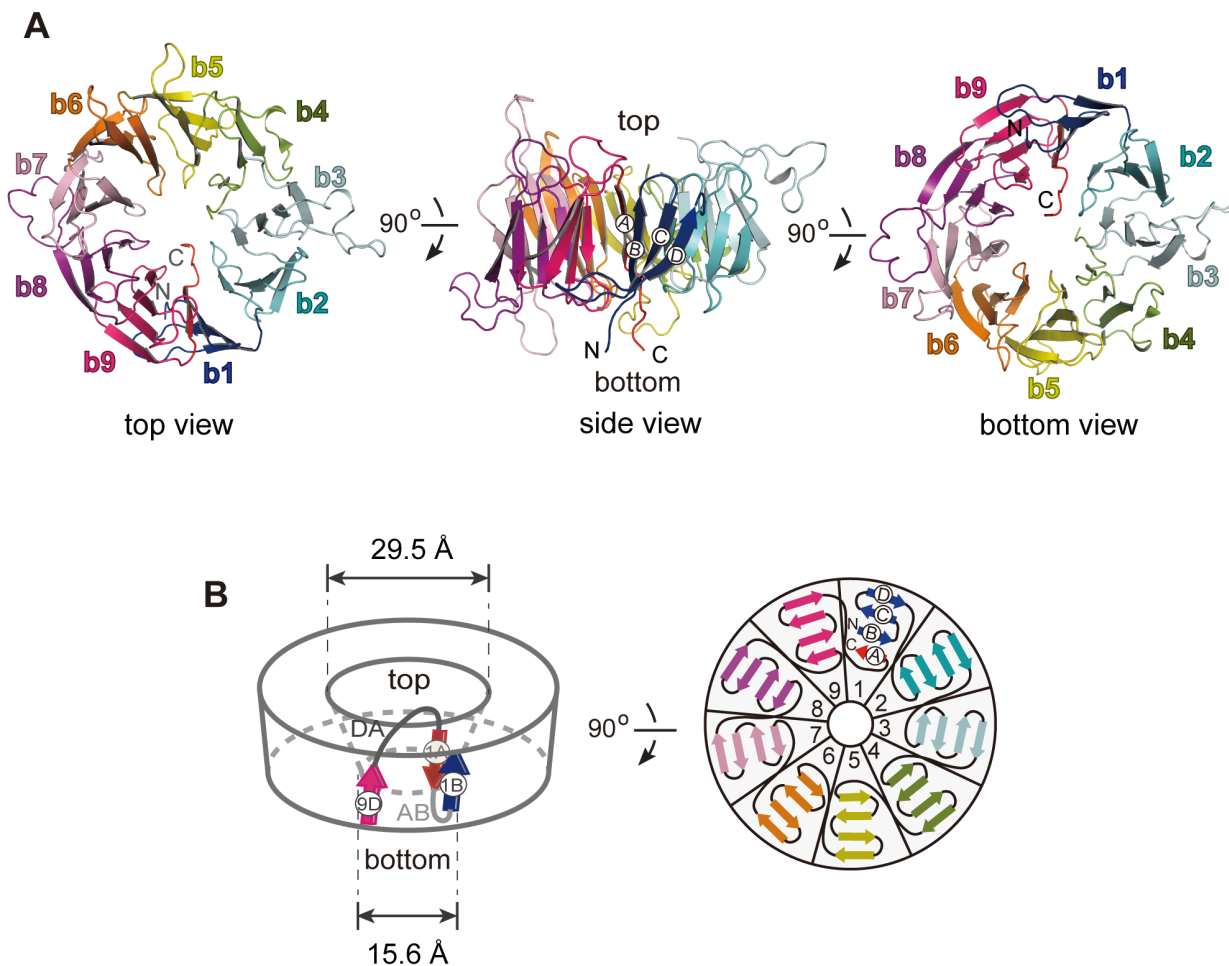 A
b5
b6
b4
b7
b3
C
N
b8
b2
b9
b1
top view
90°
top
A
B
C
D
N
C
bottom
side view
90°
b9
b1
N
b8
b2
C
b3
b7
b4
b6
b5
bottom view
B
29.5 Å
top
DA
1A
1B
9D
AB
bottom
15.6 Å
90°
D
C
N
B
C
A
9
1
8
2
7
3
6
5
4